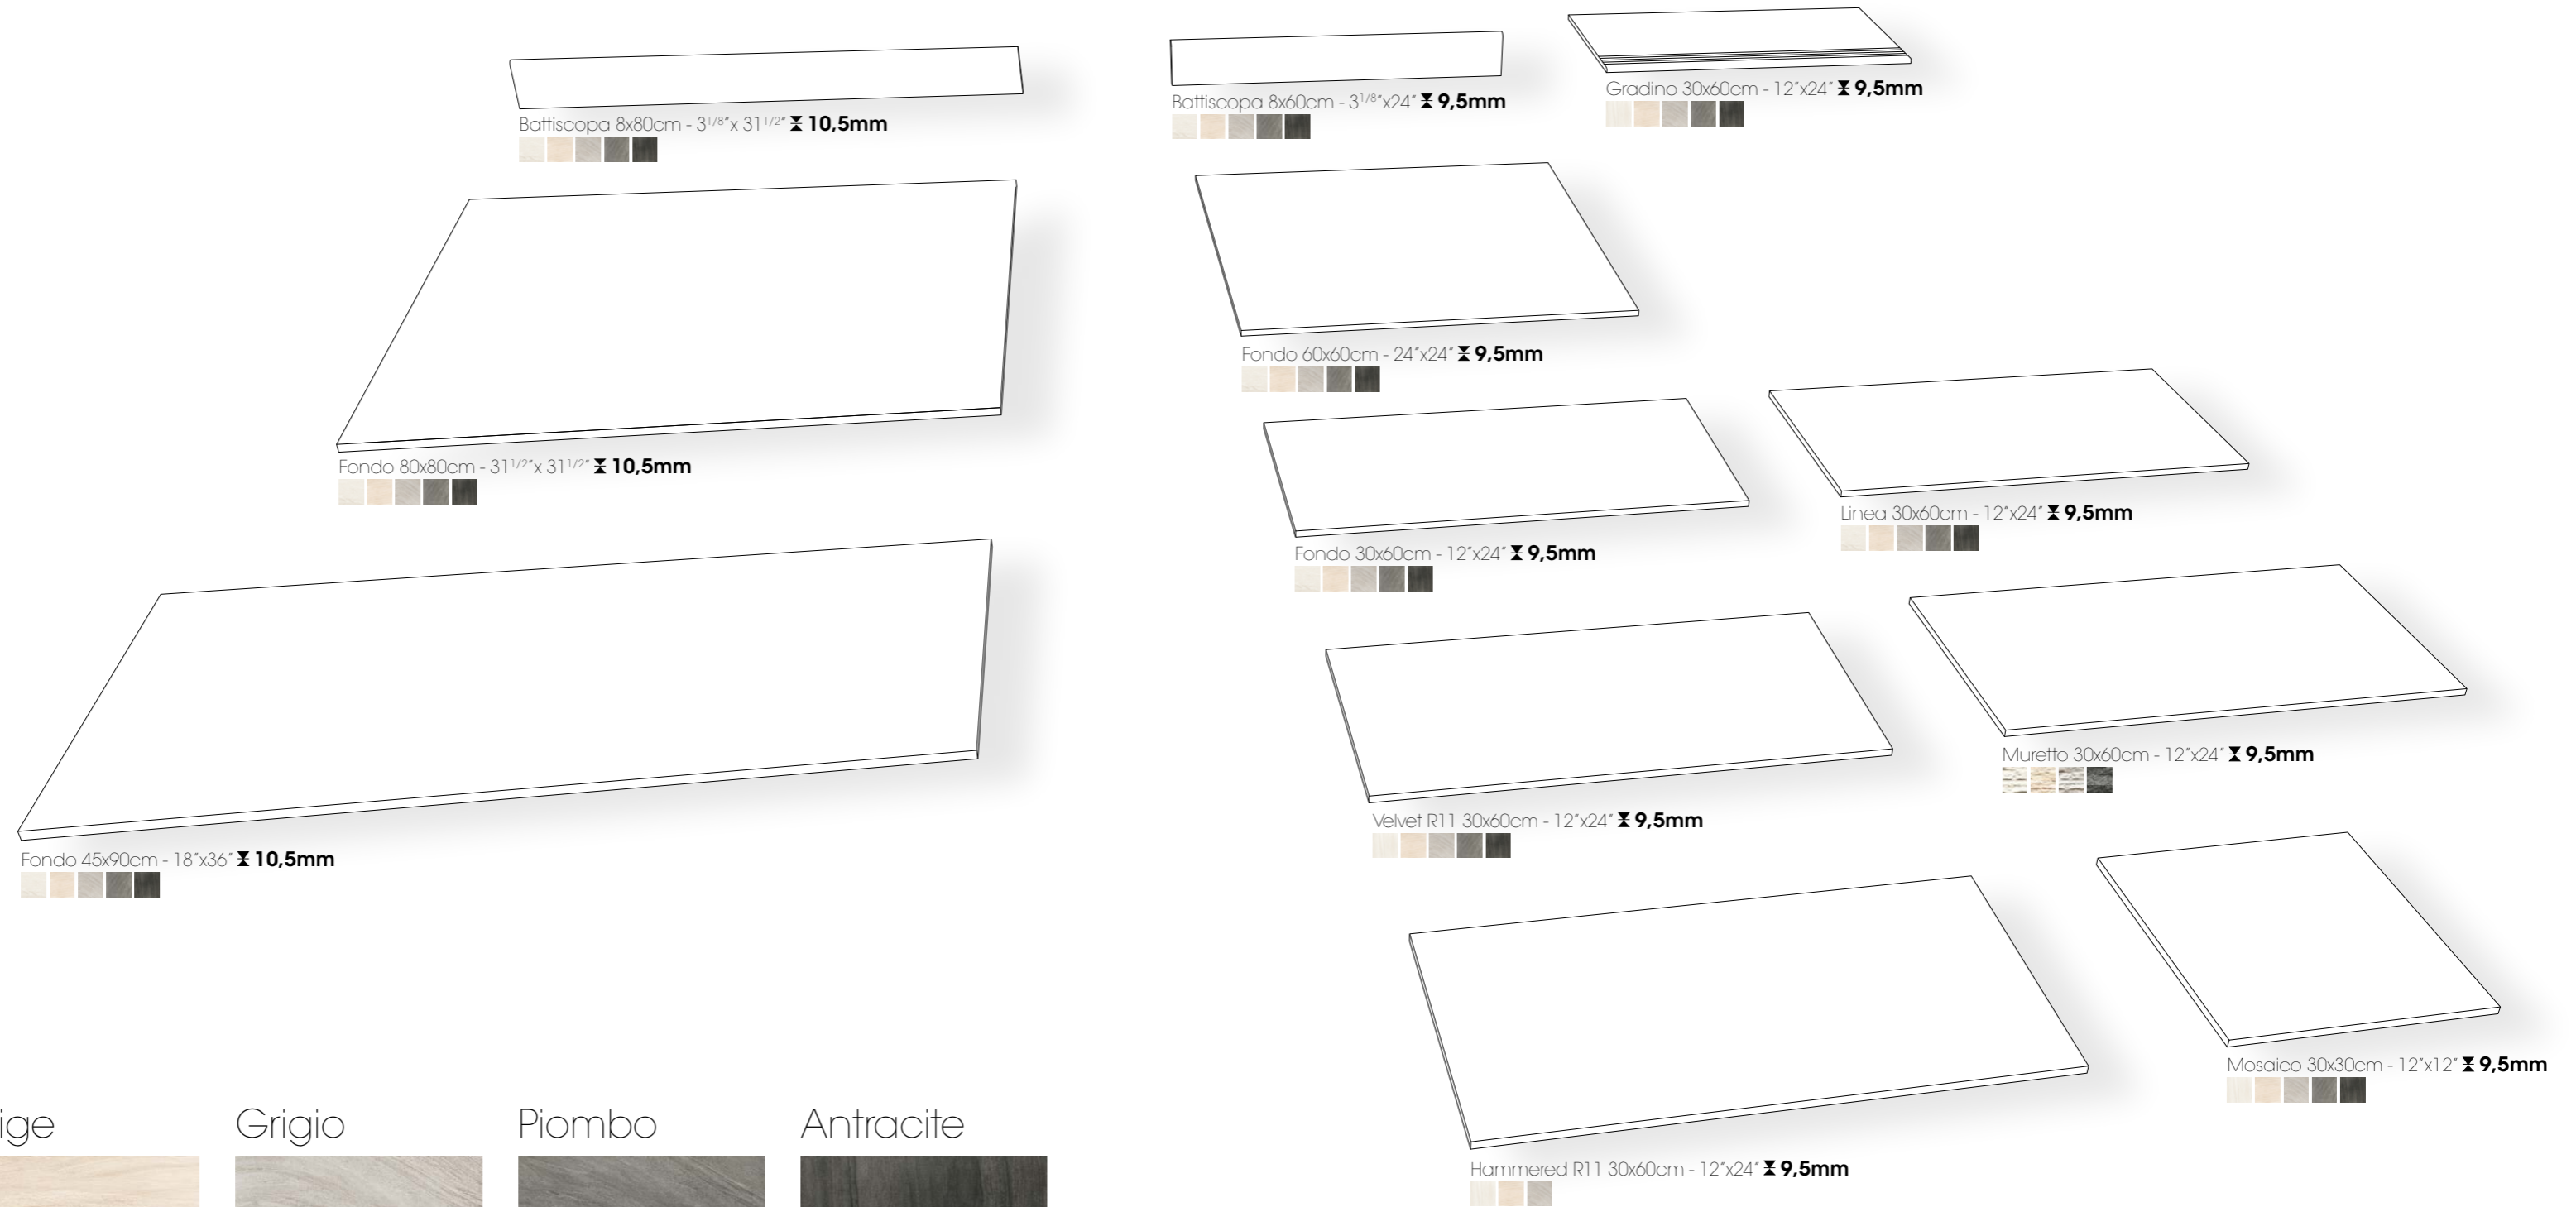 Battiscopa 8x80cm - 3 1/8"x 31 1/2" 10,5mm
Battiscopa 8x60cm - 3 1/8"x24" 9,5mm
Gradino 30x60cm - 12"x24" 9,5mm
Fondo 80x80cm - 31 1/2"x 31 1/2" 10,5mm
Fondo 60x60cm - 24"x24" 9,5mm
Fondo 30x60cm - 12"x24" 9,5mm
Linea 30x60cm - 12"x24" 9,5mm
Fondo 45x90cm - 18"x36" 10,5mm
Velvet R11 30x60cm - 12"x24" 9,5mm
Muretto 30x60cm - 12"x24" 9,5mm
Hammered R11 30x60cm - 12"x24" 9,5mm
Mosaico 30x30cm - 12"x12" 9,5mm
ige
Grigio
Piombo
Antracite